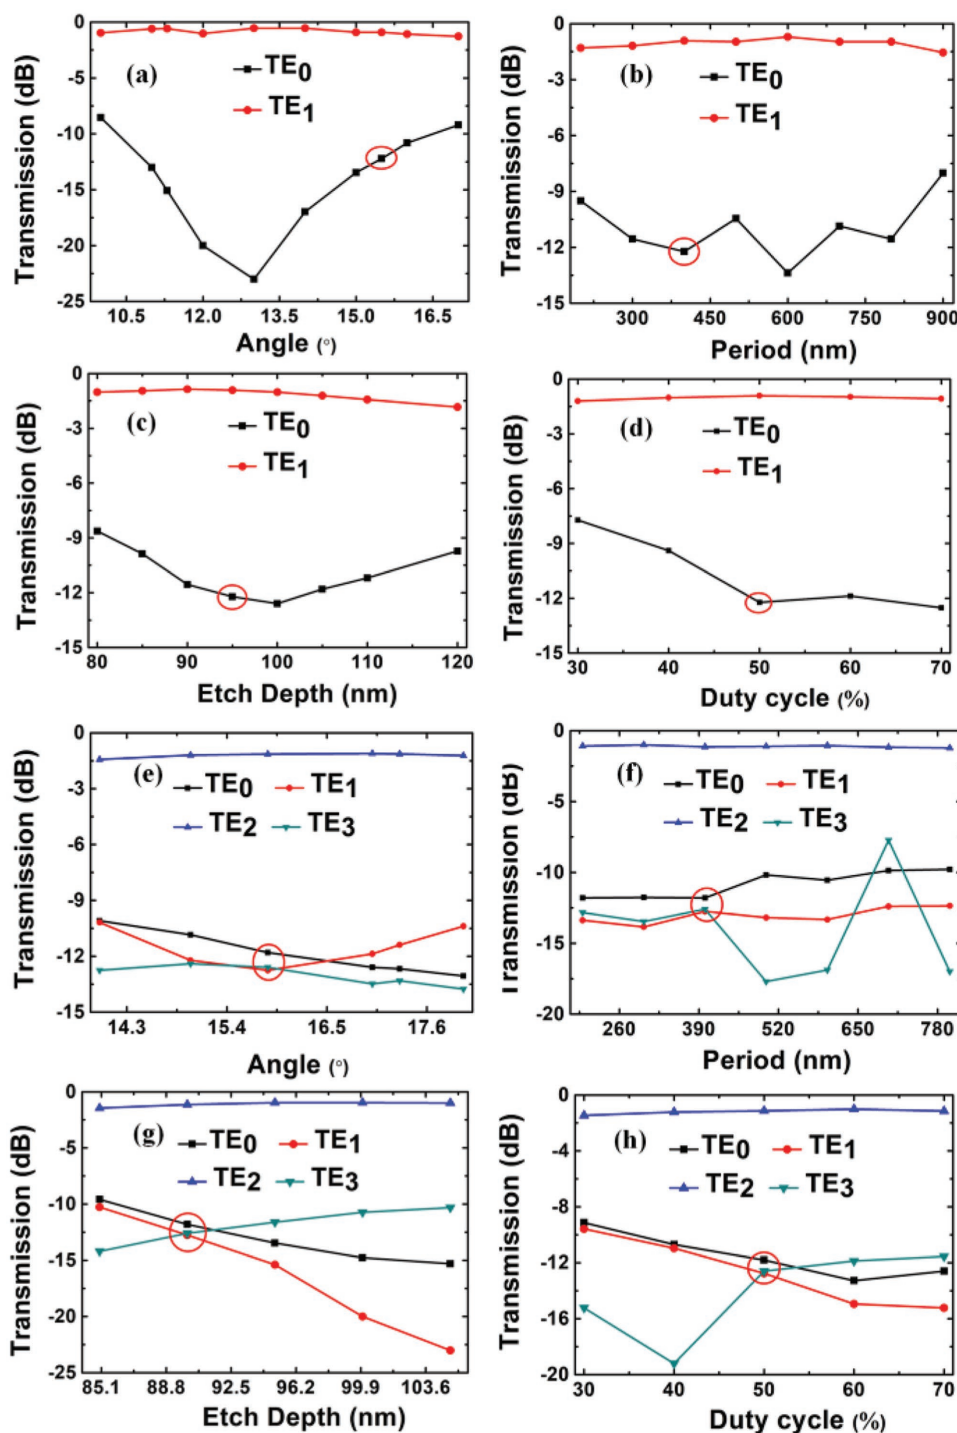 Transmission (dB)
0
-5
-10
-15
-20
-25
(a)
TE0
TE1
10.5 12.0 13.5 15.0 16.5
Angle (°)
Transmission (dB)
0
-3
-6
-9
-12
-15
(b)
TE0
TE1
300 450 600 750 900
Period (nm)
Transmission (dB)
0
-3
-6
-9
-12
-15
(c)
TE0
TE1
80 90 100 110 120
Etch Depth (nm)
Transmission (dB)
0
-3
-6
-9
-12
-15
(d)
TE0
TE1
30 40 50 60 70
Duty cycle (%)
Transmission (dB)
0
-3
-6
-9
-12
-15
(e)
TE0 TE1
TE2 TE3
14.3 15.4 16.5 17.6
Angle (°)
Transmission (dB)
0
-5
-10
-15
-20
(f)
TE0 TE1
TE2 TE3
260 390 520 650 780
Period (nm)
Transmission (dB)
0
-5
-10
-15
-20
-25
(g)
TE0 TE1
TE2 TE3
85.1 88.8 92.5 96.2 99.9 103.6
Etch Depth (nm)
Transmission (dB)
0
-4
-8
-12
-16
-20
(h)
TE0 TE1
TE2 TE3
30 40 50 60 70
Duty cycle (%)